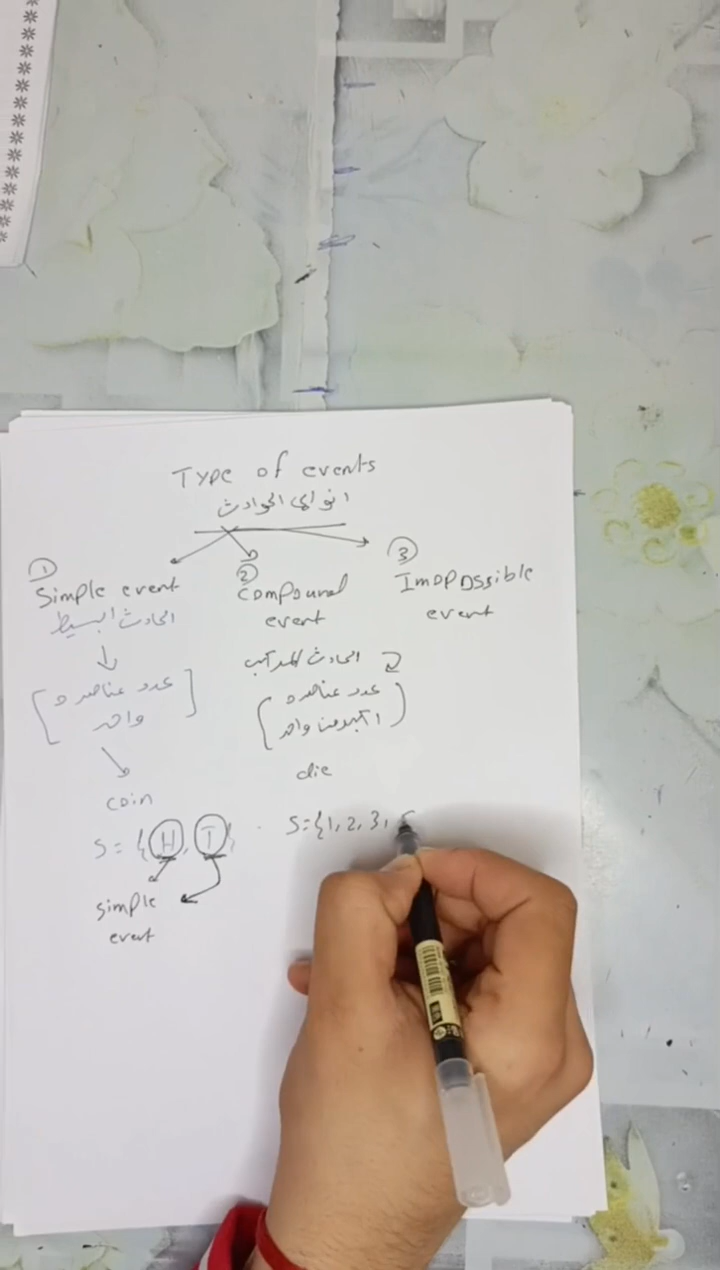 Type of events
انواع الحوادث
①
Simple event
الحادث البسيط
عدد عناصره
واحد
coin
S = {H, T}
simple
event
②
Compound
event
الحادث المركب
عدد عناصره
اكبر من واحد
die
S={1, 2, 3,
③
Imopossible
event